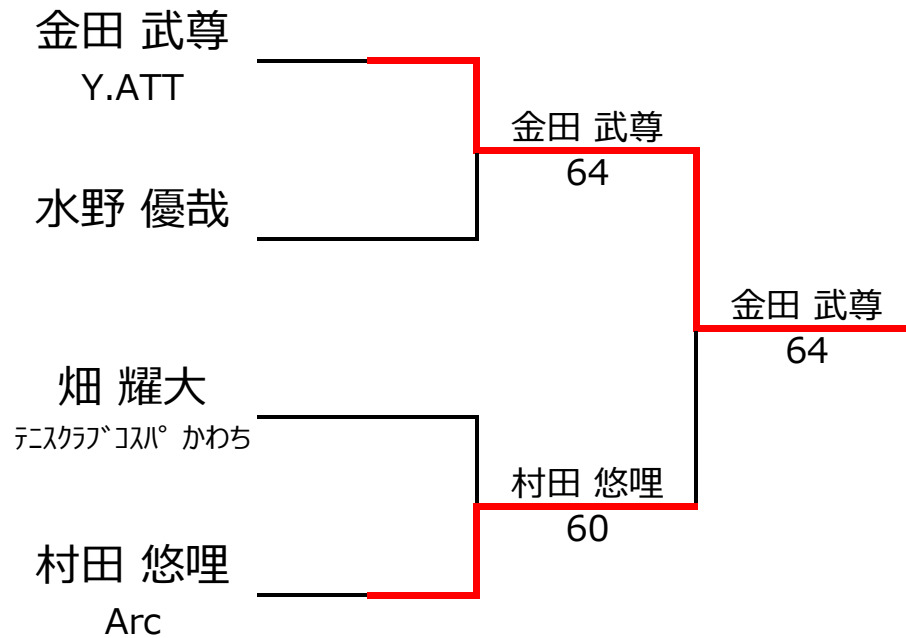 金田 武尊
Y.ATT
金田 武尊
64
水野 優哉
金田 武尊
64
畑 耀大
ﾃﾆｽｸﾗﾌﾞｺｽﾊﾟ かわち
村田 悠哩
60
村田 悠哩
Arc